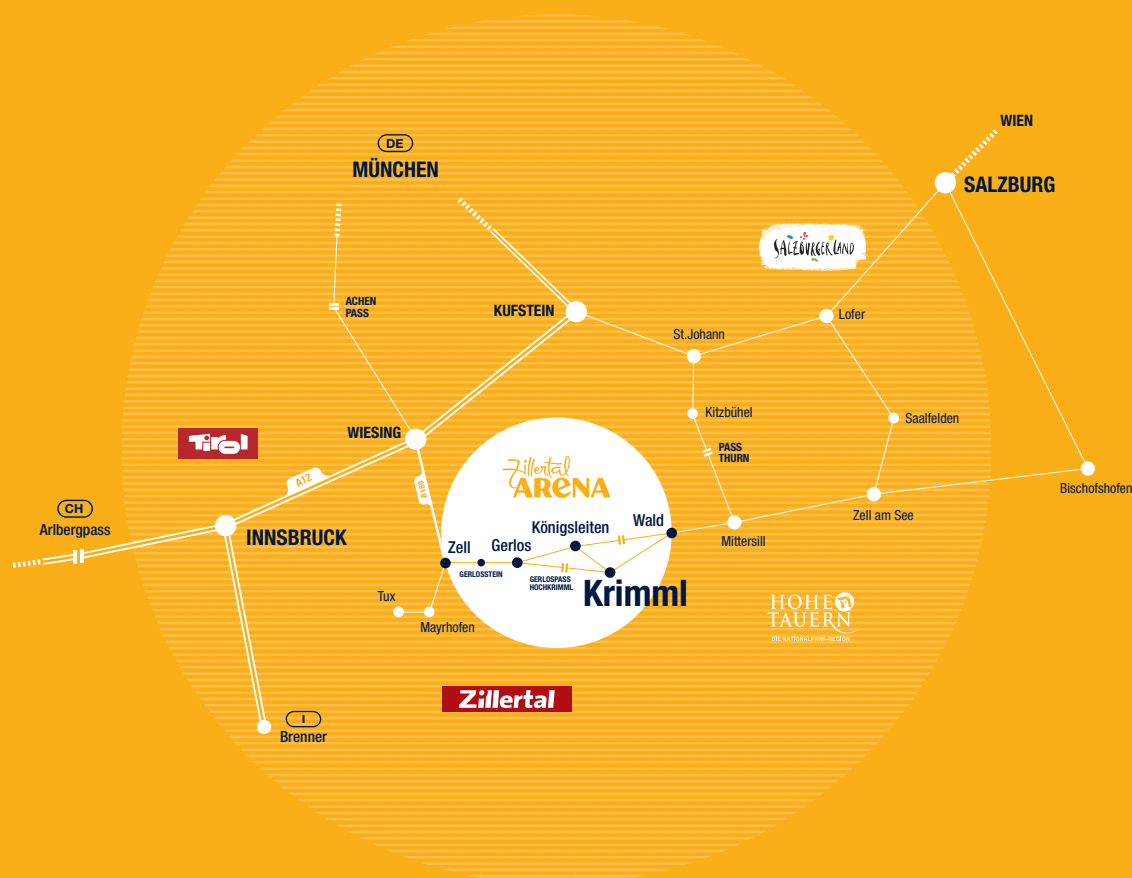 WIEN
DE
MÜNCHEN
SALZBURG
SALZBURGERLAND
ACHEN
PASS
KUFSTEIN
Lofer
St.Johann
Kitzbühel
Saalfelden
WIESING
Tirol
PASS
THURN
Zillertal
ARENA
A12
B169
Bischofshofen
CH
Arlbergpass
Zell am See
INNSBRUCK
Königsleiten
Wald
Mittersill
Zell
Gerlos
GERLOSSTEIN
GERLOSPASS
HOCHKRIMML
Krimml
Tux
Mayrhofen
HOHE
TAUERN
DIE NATIONALPARK-REGION
Zillertal
I
Brenner